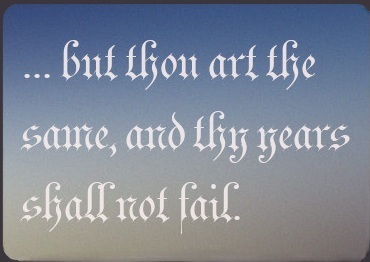 ... but thou art the
same, and thy years
shall not fail.